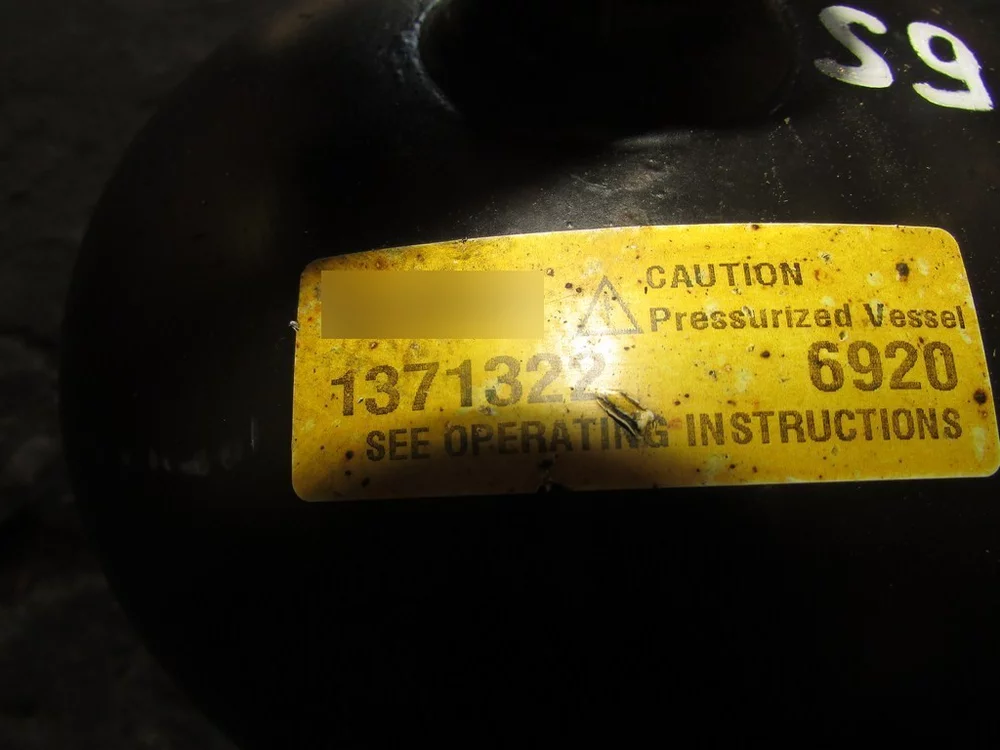 S9
CAUTION
Pressurized Vessel
1371322 6920
SEE OPERATING INSTRUCTIONS